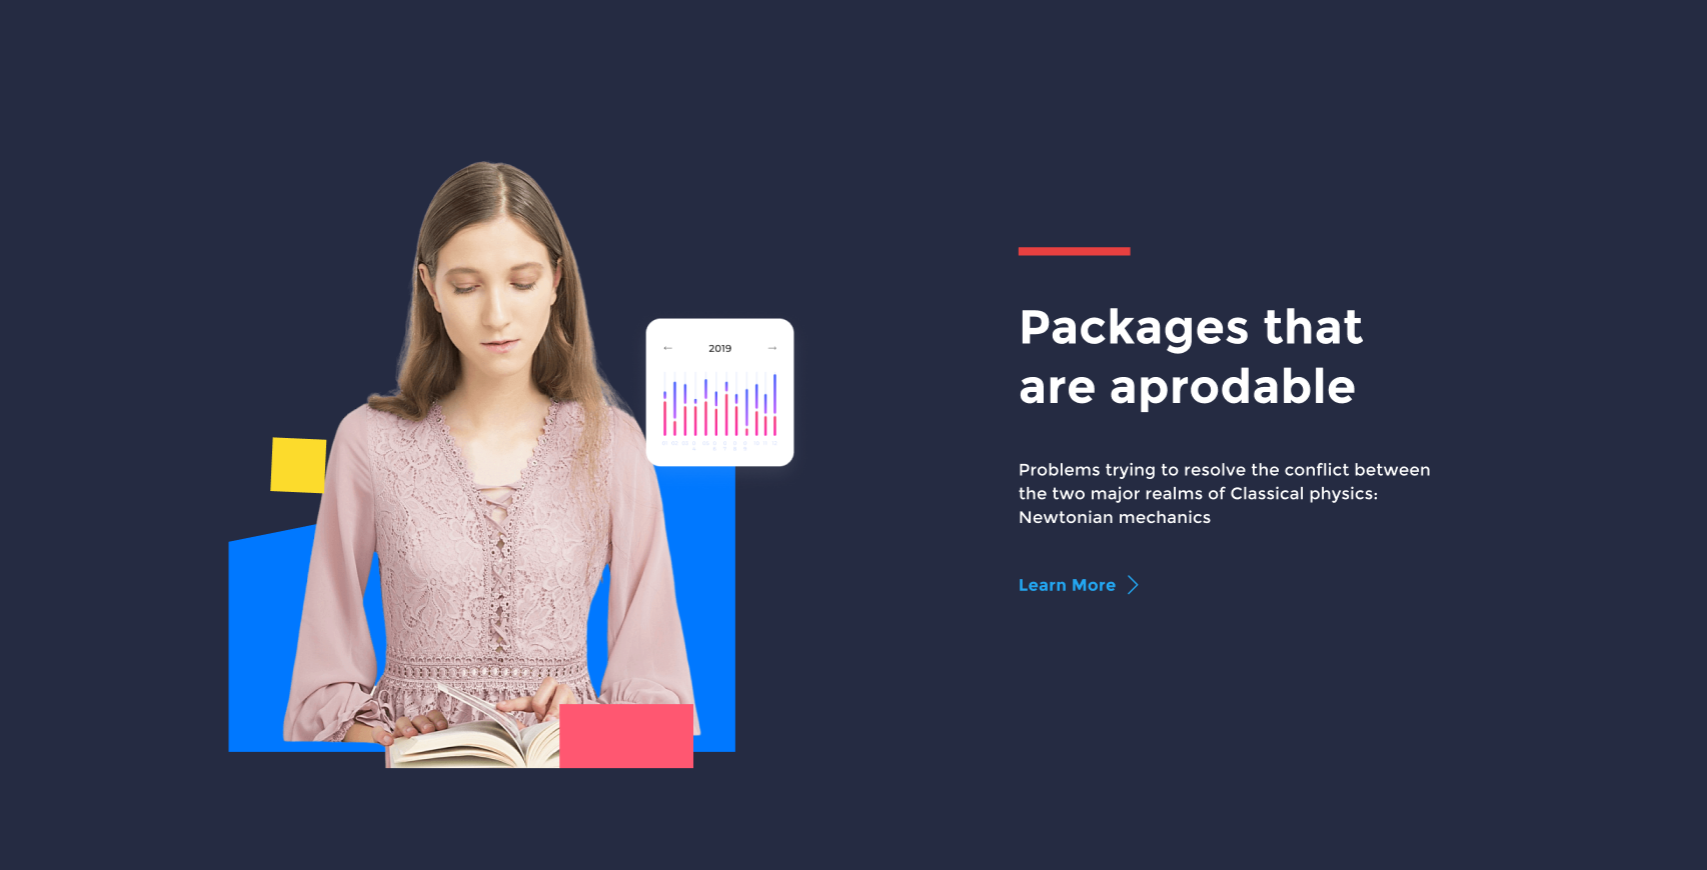 2019
Packages that
are aprodable
Problems trying to resolve the conflict between
the two major realms of Classical physics:
Newtonian mechanics
Learn More